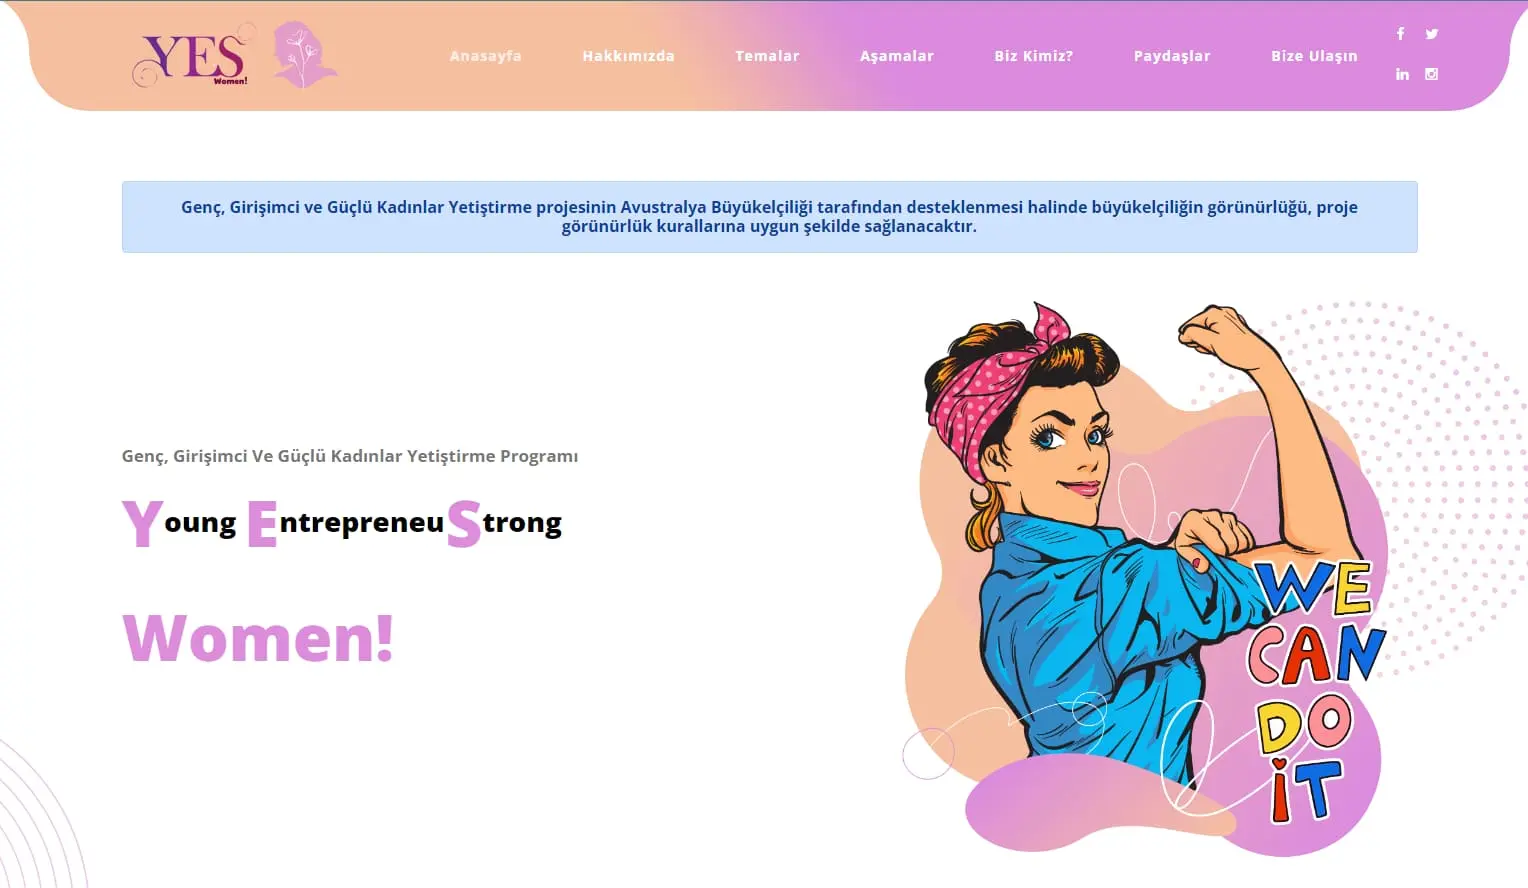 YES
Women!
Anasayfa
Hakkımızda
Temalar
Aşamalar
Biz Kimiz?
Paydaşlar
Bize Ulaşın
Genç, Girişimci ve Güçlü Kadınlar Yetiştirme projesinin Avustralya Büyükelçiliği tarafından desteklenmesi halinde büyükelçiliğin görünürlüğü, proje
görünürlük kurallarına uygun şekilde sağlanacaktır.
Genç, Girişimci Ve Güçlü Kadınlar Yetiştirme Programı
Young EntrepreneuStrong
Women!
WE
CAN
DO
iT